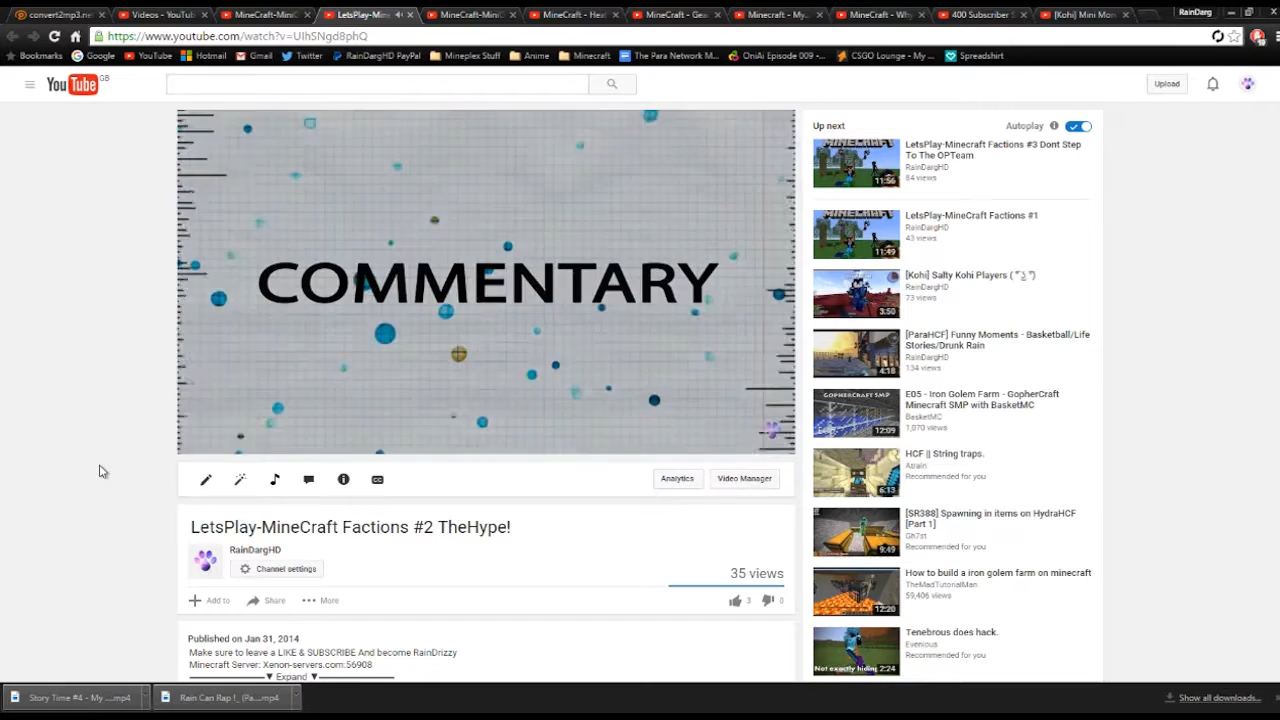 convert2mp3.ne
Videos - YouTub
MineCraft-Mini
LetsPlay-Mine
MineCraft-Mini
MineCraft - Hea
MineCraft - Gea
Minecraft - My
MineCraft - Why
400 Subscriber S
[Kohi] Mini Mon
RainDarg
https://www.youtube.com/watch?v=UIhSNgd8phQ
Bookmarks
Google
YouTube
Hotmail
Gmail
Twitter
RainDargHD PayPal
Mineplex Stuff
Anime
Minecraft
The Para Network M...
OniAi Episode 009 -...
CSGO Lounge - My ...
Spreadshirt
YouTube GB
Upload
COMMENTARY
Analytics
Video Manager
LetsPlay-MineCraft Factions #2 TheHype!
RainDargHD
Channel settings
35 views
Add to
Share
More
3
0
Published on Jan 31, 2014
Make sure to leave a LIKE & SUBSCRIBE And become RainDrizzy
Minecraft Server: Xenon-servers.com:56908
▼ Expand ▼
Up next
Autoplay
MINECRAFT
11:56
LetsPlay-Minecraft Factions #3 Dont Step
To The OPTeam
RainDargHD
84 views
MINECRAFT
11:49
LetsPlay-MineCraft Factions #1
RainDargHD
43 views
3:50
[Kohi] Salty Kohi Players ( ͡° ͜ʖ ͡°)
RainDargHD
73 views
4:18
[ParaHCF] Funny Moments - Basketball/Life
Stories/Drunk Rain
RainDargHD
134 views
GOPHERCRAFT SMP
12:09
E05 - Iron Golem Farm - GopherCraft
Minecraft SMP with BasketMC
BasketMC
1,070 views
6:13
HCF || String traps.
Atrain
Recommended for you
9:49
[SR388] Spawning in items on HydraHCF
[Part 1]
Gh7st
Recommended for you
12:20
How to build a iron golem farm on minecraft
TheMadTutorialMan
59,406 views
Not exactly hiding
2:24
Tenebrous does hack.
Evenious
Recommended for you
Story Time #4 - My ....mp4
Rain Can Rap !_ (Pa....mp4
Show all downloads...